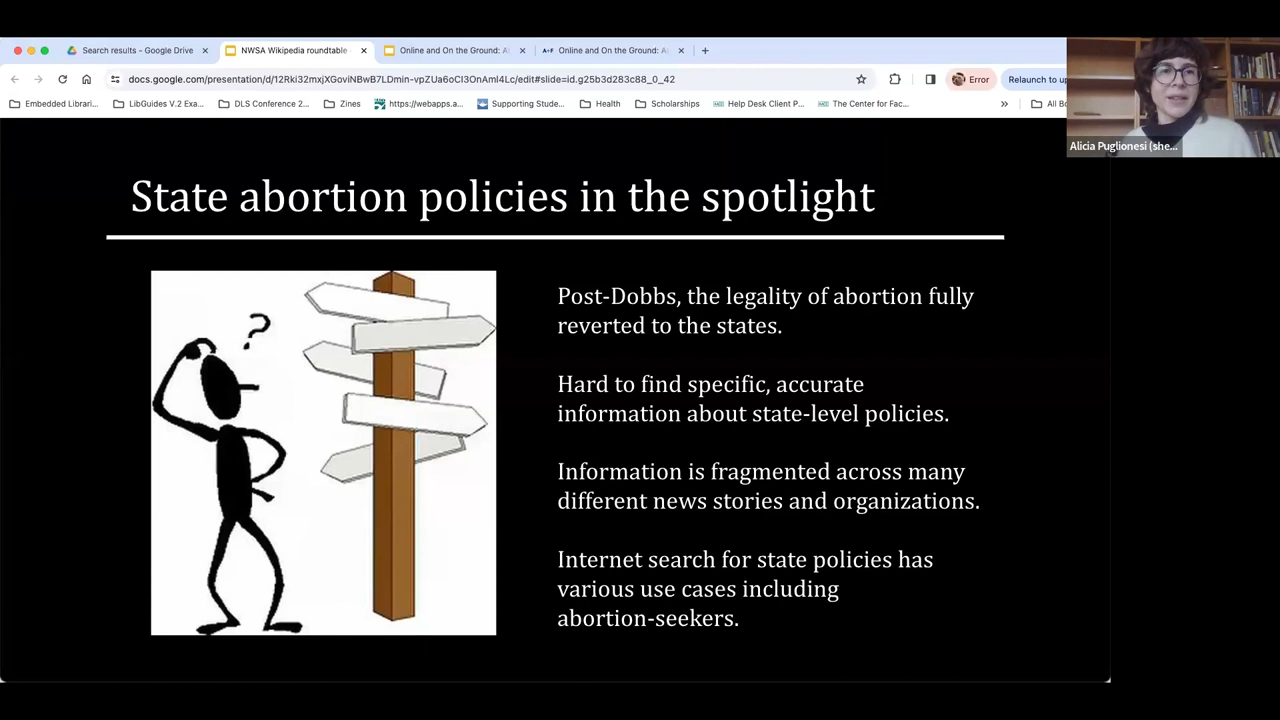 Search results - Google Drive
NWSA Wikipedia roundtable
Online and On the Ground: A
Online and On the Ground: A
docs.google.com/presentation/d/12Rki32mxjXGoviNBwB7LDmin-vpZUa6oCI3OnAml4Lc/edit#slide=id.g25b3d283c88_0_42
Error
Relaunch to up
Embedded Librari...
LibGuides V.2 Exa...
DLS Conference 2...
Zines
https://webapps.a...
Supporting Stude...
Health
Scholarships
Help Desk Client P...
The Center for Fac...
»
All Bo
Alicia Puglionesi (she...
State abortion policies in the spotlight
?
Post-Dobbs, the legality of abortion fully
reverted to the states.
Hard to find specific, accurate
information about state-level policies.
Information is fragmented across many
different news stories and organizations.
Internet search for state policies has
various use cases including
abortion-seekers.